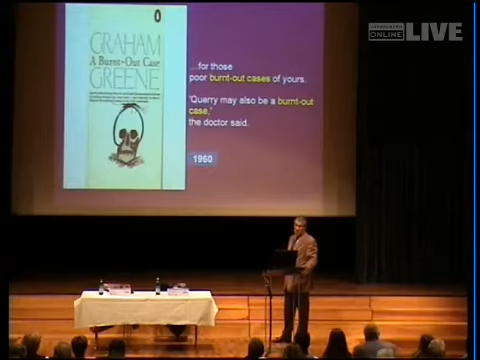 GRAHAM
A Burnt-Out Case
GREENE
...for those
poor burnt-out cases of yours.
'Querry may also be a burnt-out
case,'
the doctor said.
1960
ONLINE LIVE